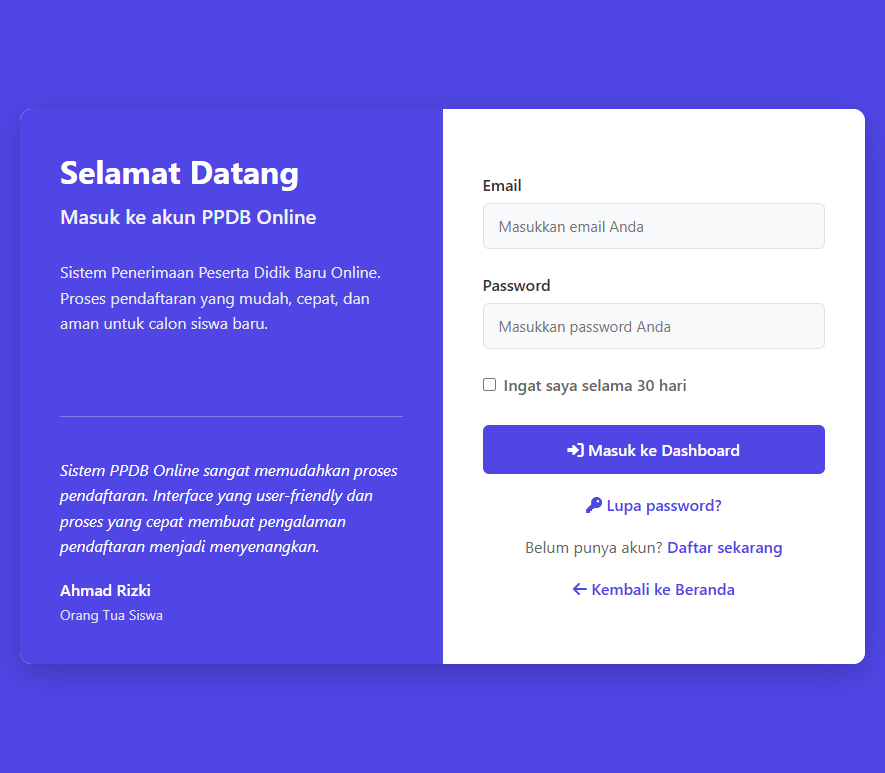 Selamat Datang
Masuk ke akun PPDB Online
Sistem Penerimaan Peserta Didik Baru Online.
Proses pendaftaran yang mudah, cepat, dan
aman untuk calon siswa baru.
Sistem PPDB Online sangat memudahkan proses
pendaftaran. Interface yang user-friendly dan
proses yang cepat membuat pengalaman
pendaftaran menjadi menyenangkan.
Ahmad Rizki
Orang Tua Siswa
Email
Masukkan email Anda
Password
Masukkan password Anda
Ingat saya selama 30 hari
Masuk ke Dashboard
Lupa password?
Belum punya akun? Daftar sekarang
Kembali ke Beranda